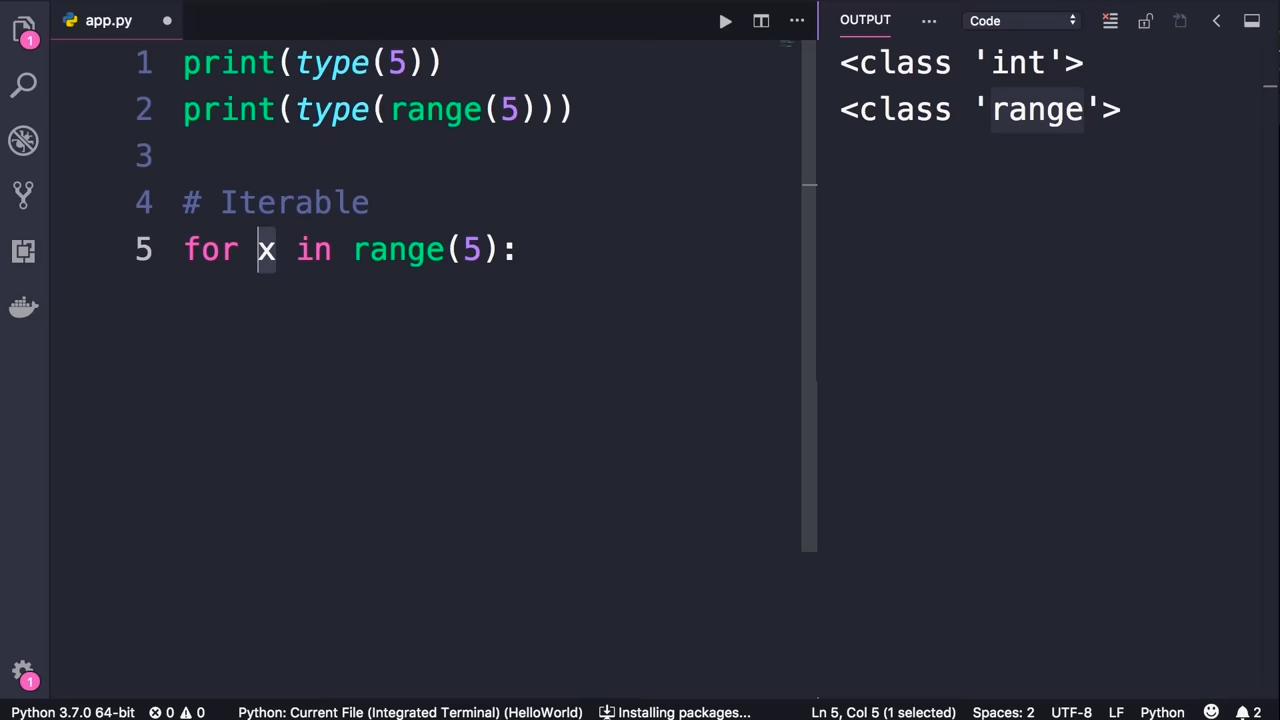 app.py
OUTPUT
Code
1 print(type(5))
2 print(type(range(5)))
3
4 # Iterable
5 for x in range(5):
<class 'int'>
<class 'range'>
1
1
Python 3.7.0 64-bit 0 0 Python: Current File (Integrated Terminal) (HelloWorld) Installing packages... Ln 5, Col 5 (1 selected) Spaces: 2 UTF-8 LF Python 2